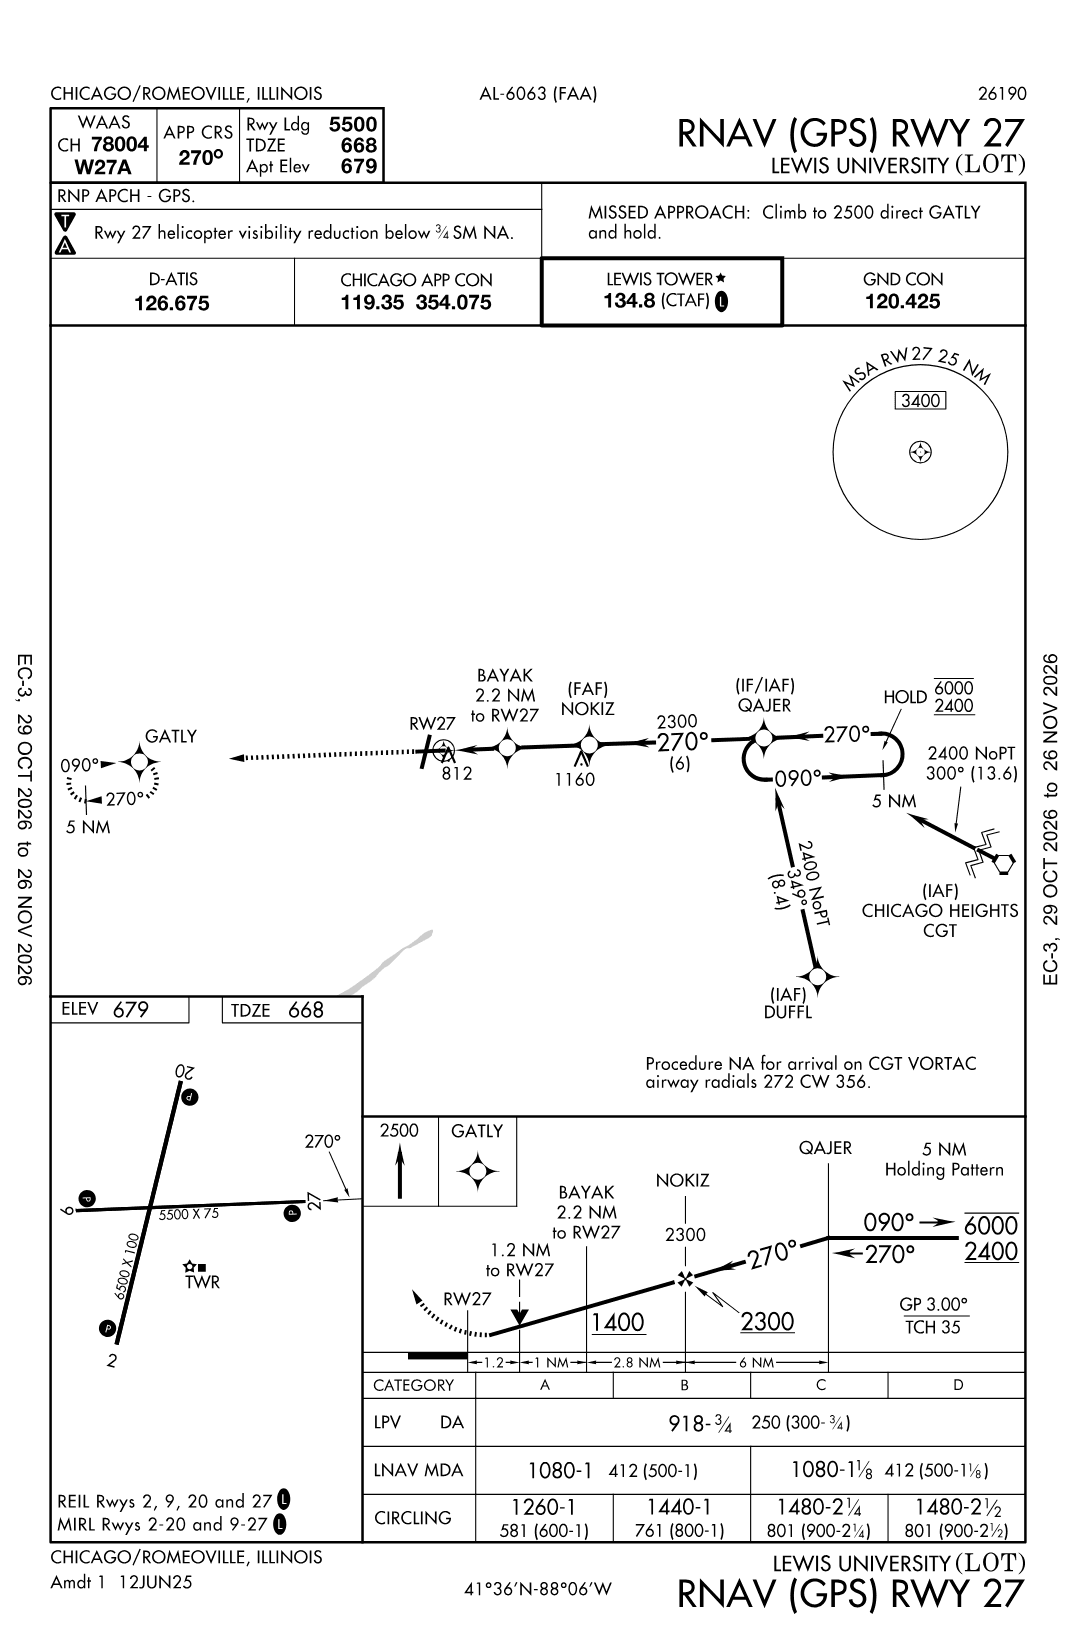 CHICAGO/ROMEOVILLE, ILLINOIS
AL-6063 (FAA)
26190
WAAS
CH 78004
W27A
APP CRS
270°
Rwy Ldg 5500
TDZE 668
Apt Elev 679
RNAV (GPS) RWY 27
LEWIS UNIVERSITY (LOT)
RNP APCH - GPS.
T
A
Rwy 27 helicopter visibility reduction below ¾ SM NA.
MISSED APPROACH: Climb to 2500 direct GATLY
and hold.
D-ATIS
126.675
CHICAGO APP CON
119.35 354.075
LEWIS TOWER★
134.8 (CTAF) L
GND CON
120.425
MSA RW27 25 NM
3400
EC-3, 29 OCT 2026 to 26 NOV 2026
EC-3, 29 OCT 2026 to 26 NOV 2026
GATLY
090°
270°
5 NM
RW27
812
BAYAK
2.2 NM
to RW27
(FAF)
NOKIZ
1160
2300
270°
(6)
(IF/IAF)
QAJER
HOLD
6000
2400
270°
090°
5 NM
2400 NoPT
300° (13.6)
(IAF)
CHICAGO HEIGHTS
CGT
2400 NoPT
349°
(8.4)
(IAF)
DUFFL
Procedure NA for arrival on CGT VORTAC
airway radials 272 CW 356.
ELEV 679
TDZE 668
20
P
270°
9
P
5500 X 75
P
27
6500 X 100
TWR
P
2
REIL Rwys 2, 9, 20 and 27 L
MIRL Rwys 2-20 and 9-27 L
2500
GATLY
QAJER
5 NM
Holding Pattern
NOKIZ
BAYAK
2.2 NM
to RW27
2300
1.2 NM
to RW27
RW27
270°
090°
270°
6000
2400
1400
2300
GP 3.00°
TCH 35
1.2
1 NM
2.8 NM
6 NM
CATEGORY A B C D
LPV DA 918-¾ 250 (300-¾)
LNAV MDA 1080-1 412 (500-1) 1080-1⅛ 412 (500-1⅛)
CIRCLING
1260-1
581 (600-1)
1440-1
761 (800-1)
1480-2¼
801 (900-2¼)
1480-2½
801 (900-2½)
CHICAGO/ROMEOVILLE, ILLINOIS
Amdt 1 12JUN25
41°36'N-88°06'W
LEWIS UNIVERSITY (LOT)
RNAV (GPS) RWY 27